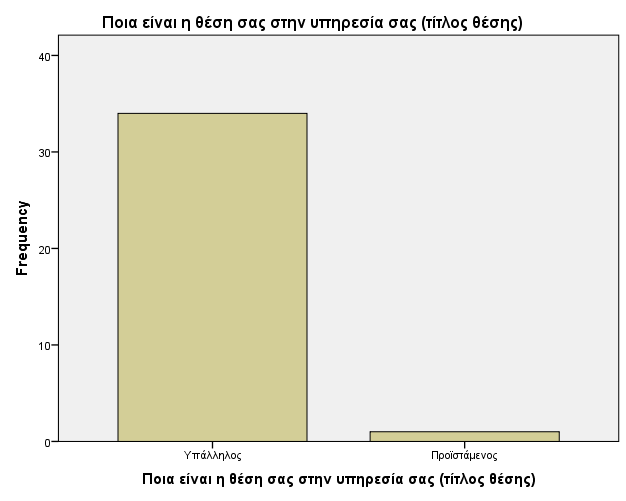 Ποια είναι η θέση σας στην υπηρεσία σας (τίτλος θέσης)
40
30
20
10
0
Frequency
Υπάλληλος
Προϊστάμενος
Ποια είναι η θέση σας στην υπηρεσία σας (τίτλος θέσης)